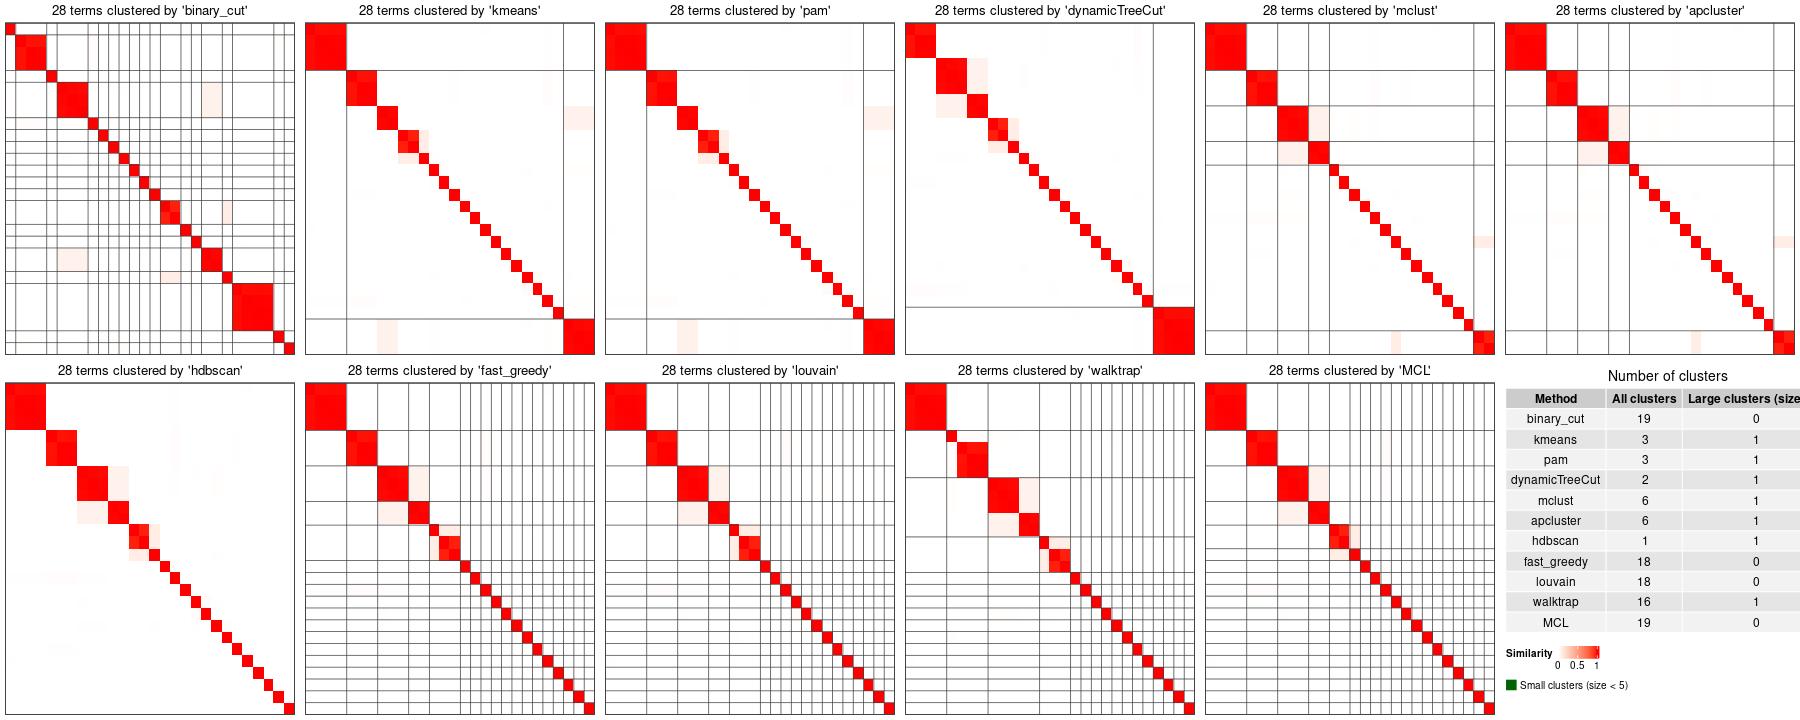 28 terms clustered by 'binary_cut'
28 terms clustered by 'kmeans'
28 terms clustered by 'pam'
28 terms clustered by 'dynamicTreeCut'
28 terms clustered by 'mclust'
28 terms clustered by 'apcluster'
28 terms clustered by 'hdbscan'
28 terms clustered by 'fast_greedy'
28 terms clustered by 'louvain'
28 terms clustered by 'walktrap'
28 terms clustered by 'MCL'
Number of clusters
Method All clusters Large clusters (size
binary_cut 19 0
kmeans 3 1
pam 3 1
dynamicTreeCut 2 1
mclust 6 1
apcluster 6 1
hdbscan 1 1
fast_greedy 18 0
louvain 18 0
walktrap 16 1
MCL 19 0
Similarity
0 0.5 1
Small clusters (size < 5)